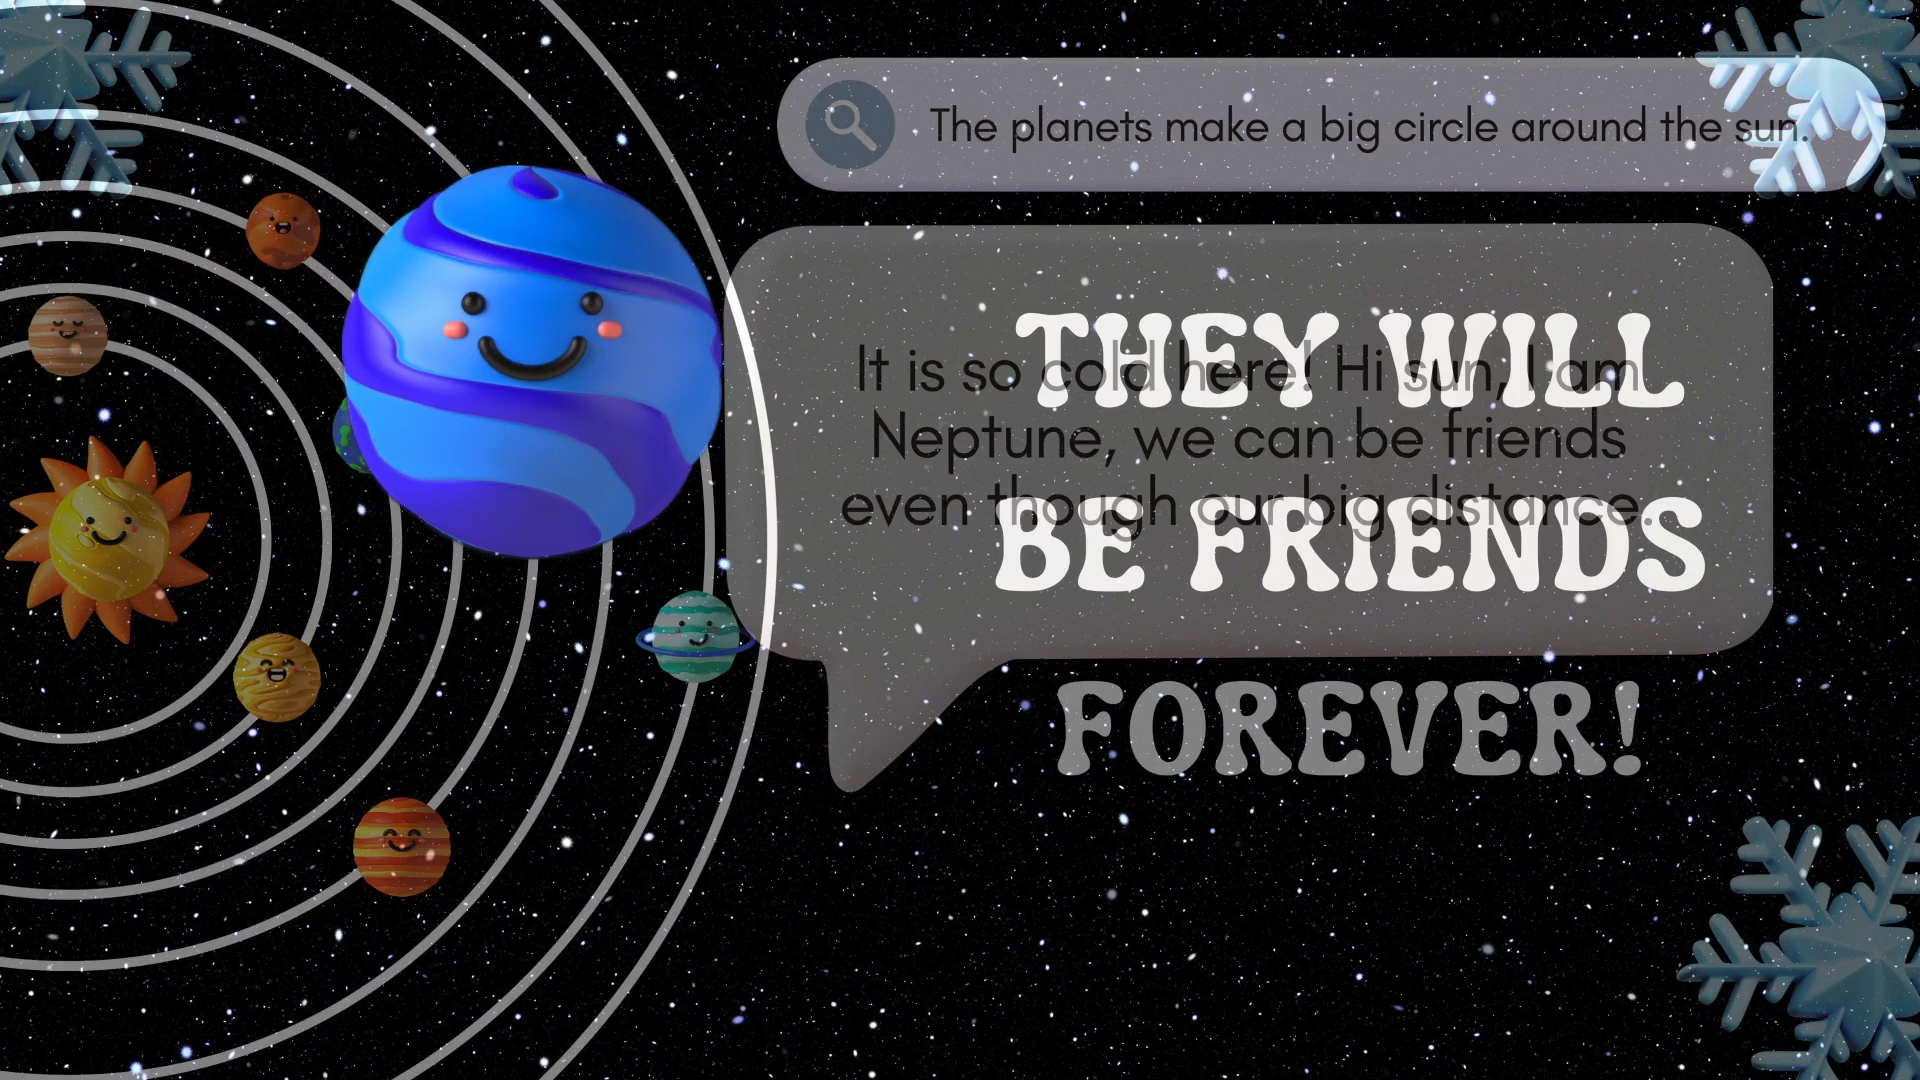 The planets make a big circle around the sun.
It is so cold here! Hi sun, I am
Neptune, we can be friends
even though our big distance.
THEY WILL
BE FRIENDS
FOREVER!